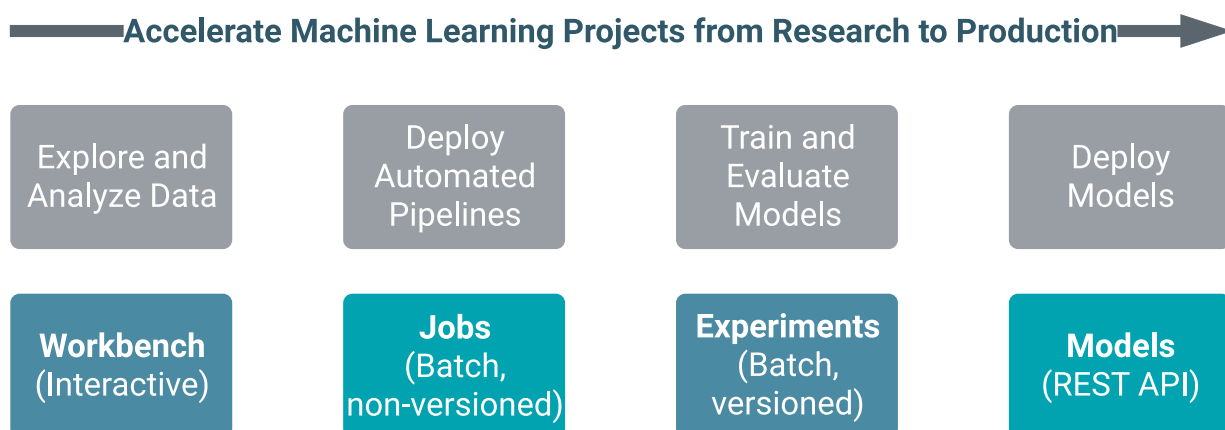 Accelerate Machine Learning Projects from Research to Production
Explore and
Analyze Data
Deploy
Automated
Pipelines
Train and
Evaluate
Models
Deploy
Models
Workbench
(Interactive)
Jobs
(Batch,
non-versioned)
Experiments
(Batch,
versioned)
Models
(REST API)